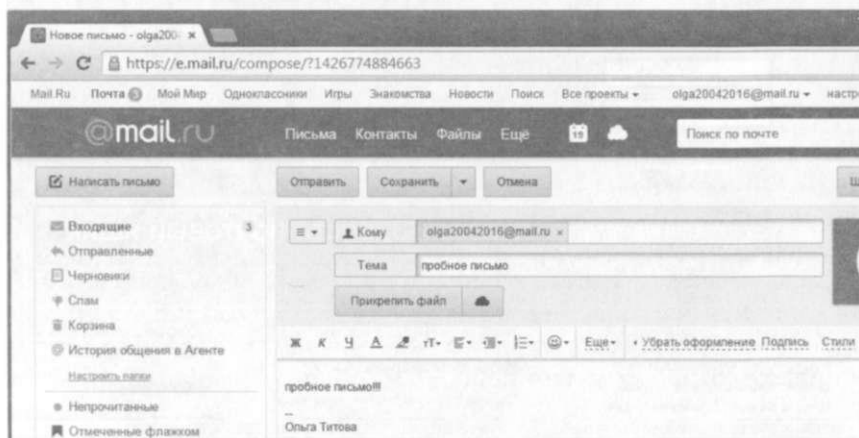 Новое письмо - olga200
https://e.mail.ru/compose/?1426774884663
Mail.Ru Почта 3 Мой Мир Одноклассники Игры Знакомства Новости Поиск Все проекты olga20042016@mail.ru настр
@mail.ru Письма Контакты Файлы Ещё Поиск по почте
Написать письмо Отправить Сохранить Отмена
Входящие 3 Кому olga20042016@mail.ru
Отправленные Тема пробное письмо
Черновики
Спам Прикрепить файл
Корзина
История общения в Агенте Ж К Ч А тТ Еще Убрать оформление Подпись Стили
Настроить папки пробное письмо!!!
Непрочитанные --
Отмеченные флажком Ольга Титова